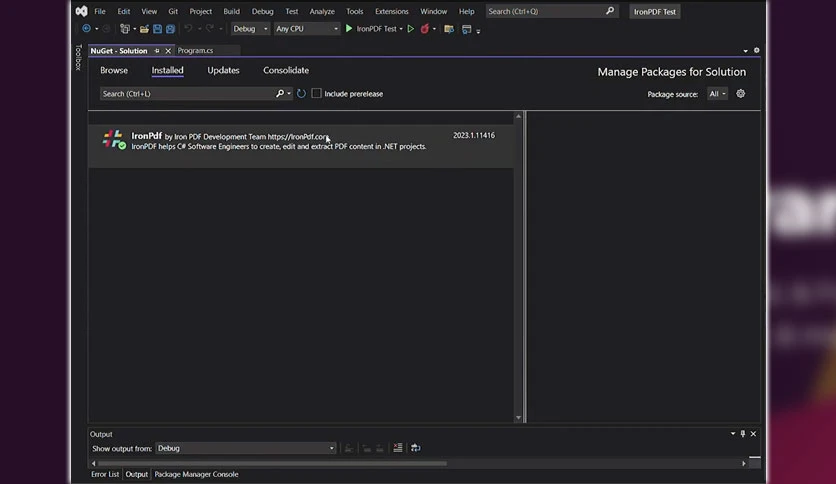 File Edit View Git Project Build Debug Test Analyze Tools Extensions Window Help Search (Ctrl+Q) IronPDF Test
Debug Any CPU IronPDF Test
Toolbox
NuGet - Solution Program.cs
Browse Installed Updates Consolidate Manage Packages for Solution
Search (Ctrl+L) Include prerelease Package source: All
IronPdf by Iron PDF Development Team https://IronPdf.com 2023.1.11416
IronPDF helps C# Software Engineers to create, edit and extract PDF content in .NET projects.
Output
Show output from: Debug
Error List Output Package Manager Console